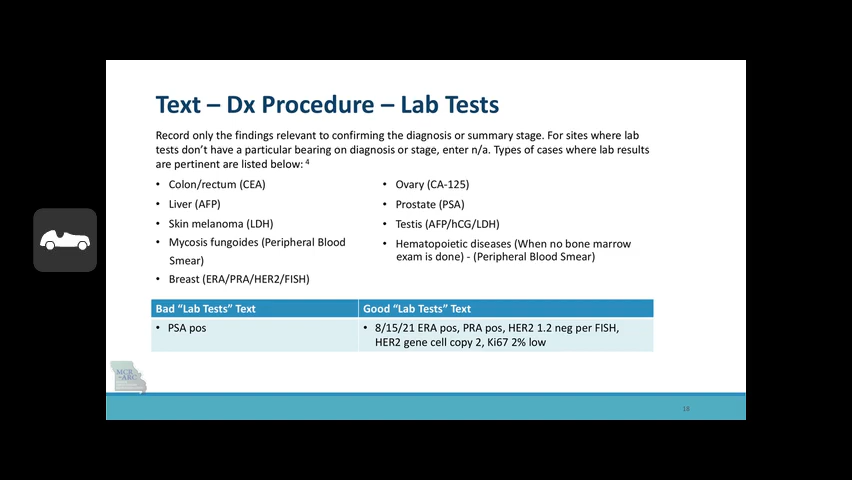 Text – Dx Procedure – Lab Tests
Record only the findings relevant to confirming the diagnosis or summary stage. For sites where lab
tests don't have a particular bearing on diagnosis or stage, enter n/a. Types of cases where lab results
are pertinent are listed below: 4
• Colon/rectum (CEA)
• Liver (AFP)
• Skin melanoma (LDH)
• Mycosis fungoides (Peripheral Blood
Smear)
• Breast (ERA/PRA/HER2/FISH)
• Ovary (CA-125)
• Prostate (PSA)
• Testis (AFP/hCG/LDH)
• Hematopoietic diseases (When no bone marrow
exam is done) - (Peripheral Blood Smear)
Bad “Lab Tests” Text
Good “Lab Tests” Text
• PSA pos
• 8/15/21 ERA pos, PRA pos, HER2 1.2 neg per FISH,
HER2 gene cell copy 2, Ki67 2% low
MCR
ARC
18